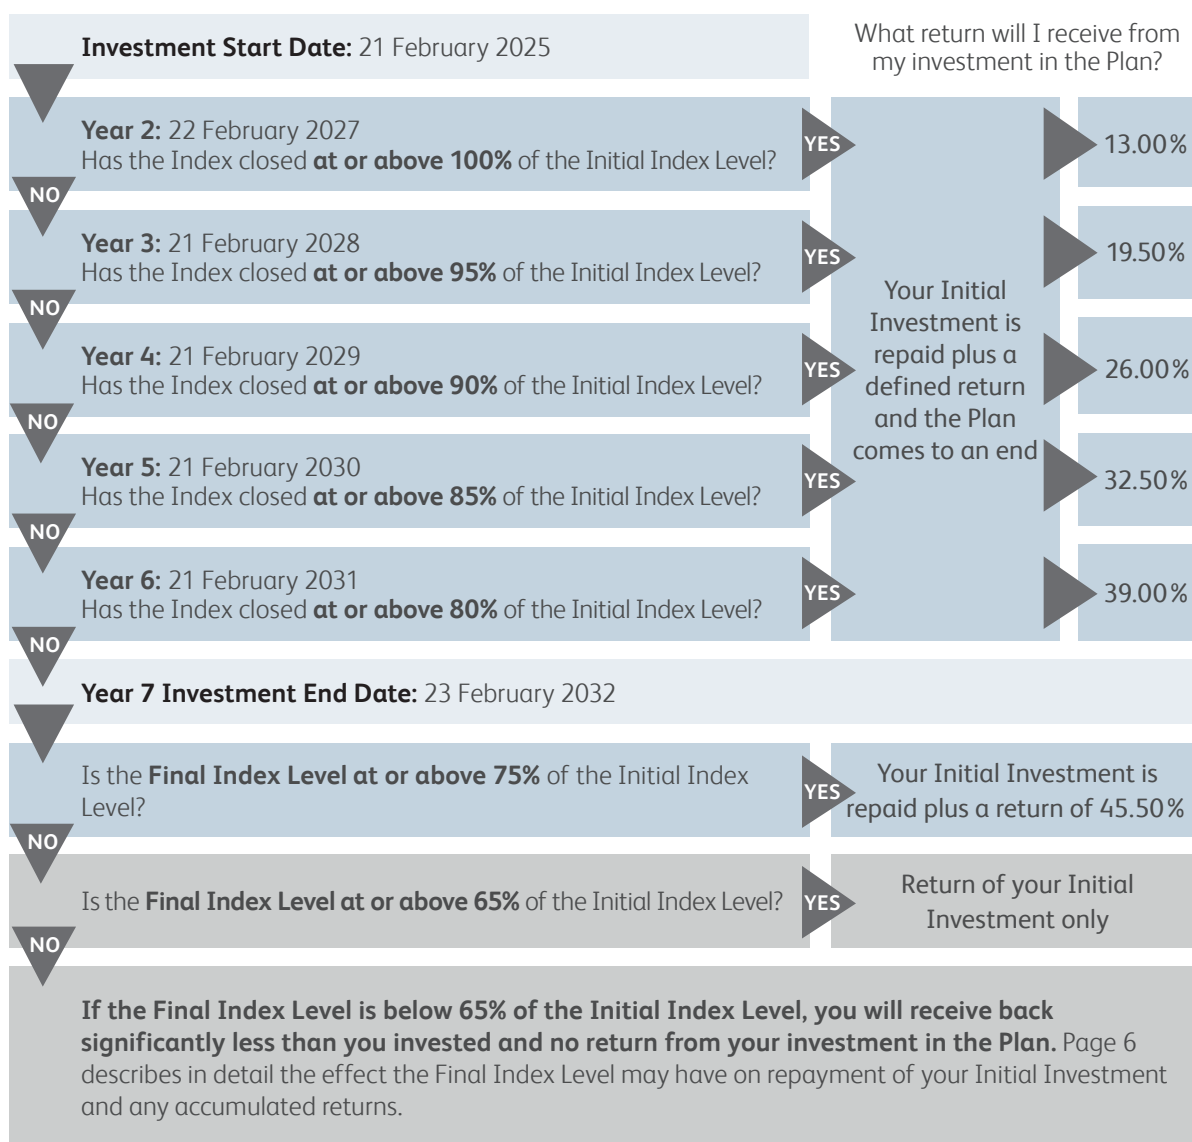 Investment Start Date: 21 February 2025
What return will I receive from
my investment in the Plan?
Year 2: 22 February 2027
Has the Index closed at or above 100% of the Initial Index Level?
YES
13.00%
NO
Year 3: 21 February 2028
Has the Index closed at or above 95% of the Initial Index Level?
YES
19.50%
NO
Year 4: 21 February 2029
Has the Index closed at or above 90% of the Initial Index Level?
YES
26.00%
NO
Year 5: 21 February 2030
Has the Index closed at or above 85% of the Initial Index Level?
YES
32.50%
NO
Year 6: 21 February 2031
Has the Index closed at or above 80% of the Initial Index Level?
YES
39.00%
Your Initial
Investment is
repaid plus a
defined return
and the Plan
comes to an end
NO
Year 7 Investment End Date: 23 February 2032
Is the Final Index Level at or above 75% of the Initial Index
Level?
YES
Your Initial Investment is
repaid plus a return of 45.50%
NO
Is the Final Index Level at or above 65% of the Initial Index Level?
YES
Return of your Initial
Investment only
NO
If the Final Index Level is below 65% of the Initial Index Level, you will receive back
significantly less than you invested and no return from your investment in the Plan. Page 6
describes in detail the effect the Final Index Level may have on repayment of your Initial Investment
and any accumulated returns.